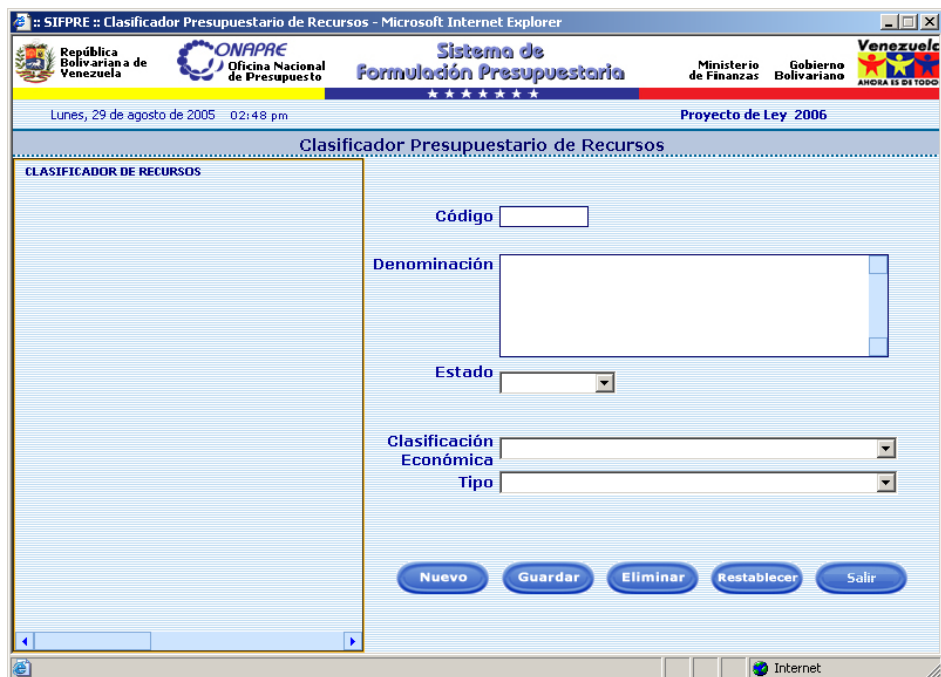 :: SIFPRE :: Clasificador Presupuestario de Recursos - Microsoft Internet Explorer
República
Bolivariana de
Venezuela
ONAPRE
Oficina Nacional
de Presupuesto
Sistema de
Formulación Presupuestaria
Ministerio
de Finanzas
Gobierno
Bolivariano
Venezuela
AHORA ES DE TODOS
Lunes, 29 de agosto de 2005 02:48 pm
Proyecto de Ley 2006
Clasificador Presupuestario de Recursos
CLASIFICADOR DE RECURSOS
Código
Denominación
Estado
Clasificación
Económica
Tipo
Nuevo
Guardar
Eliminar
Restablecer
Salir
Internet